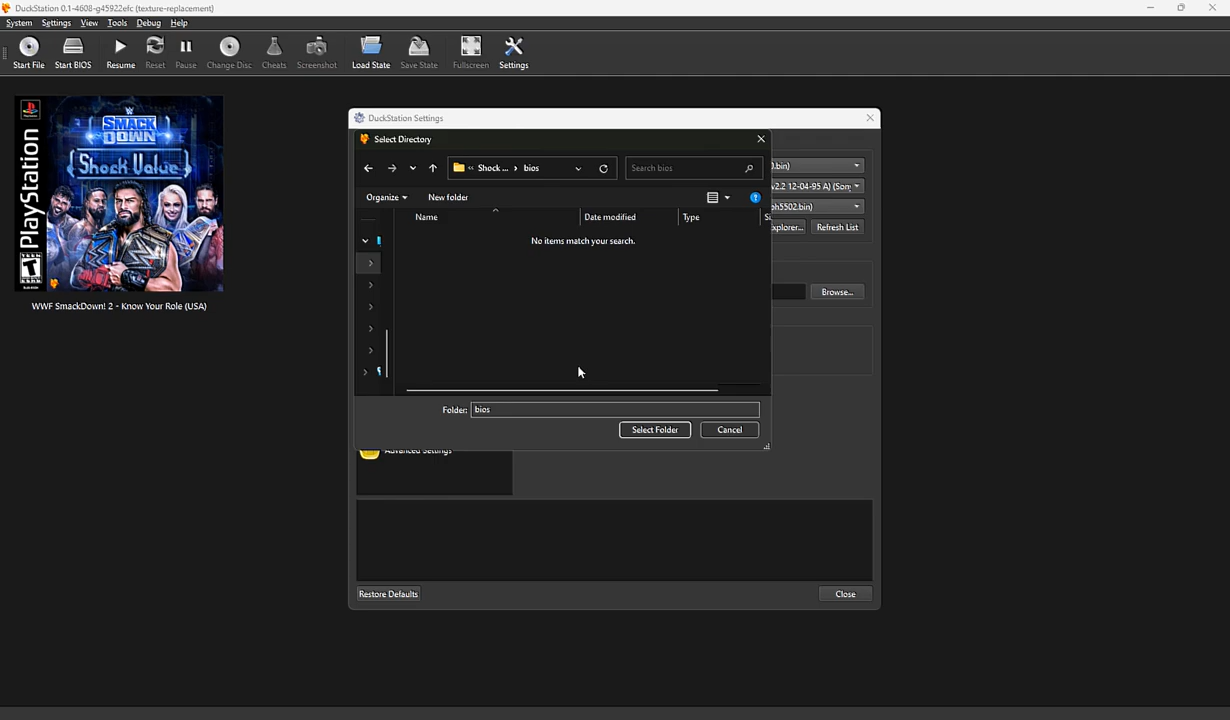 DuckStation 0.1-4608-g45922efc (texture-replacement)
System Settings View Tools Debug Help
Start File Start BIOS Resume Reset Pause Change Disc Cheats Screenshot Load State Save State Fullscreen Settings
PlayStation
WWE
SMACK DOWN!
Shock Value
WWF SmackDown! 2 - Know Your Role (USA)
DuckStation Settings
Select Directory
« Shock ... › bios
Search bios
Organize New folder
Name Date modified Type Si
No items match your search.
Folder: bios
Select Folder Cancel
).bin)
v2.2 12-04-95 A) (Son
ph5502.bin)
xplorer... Refresh List
Browse...
Advanced Settings
Restore Defaults Close